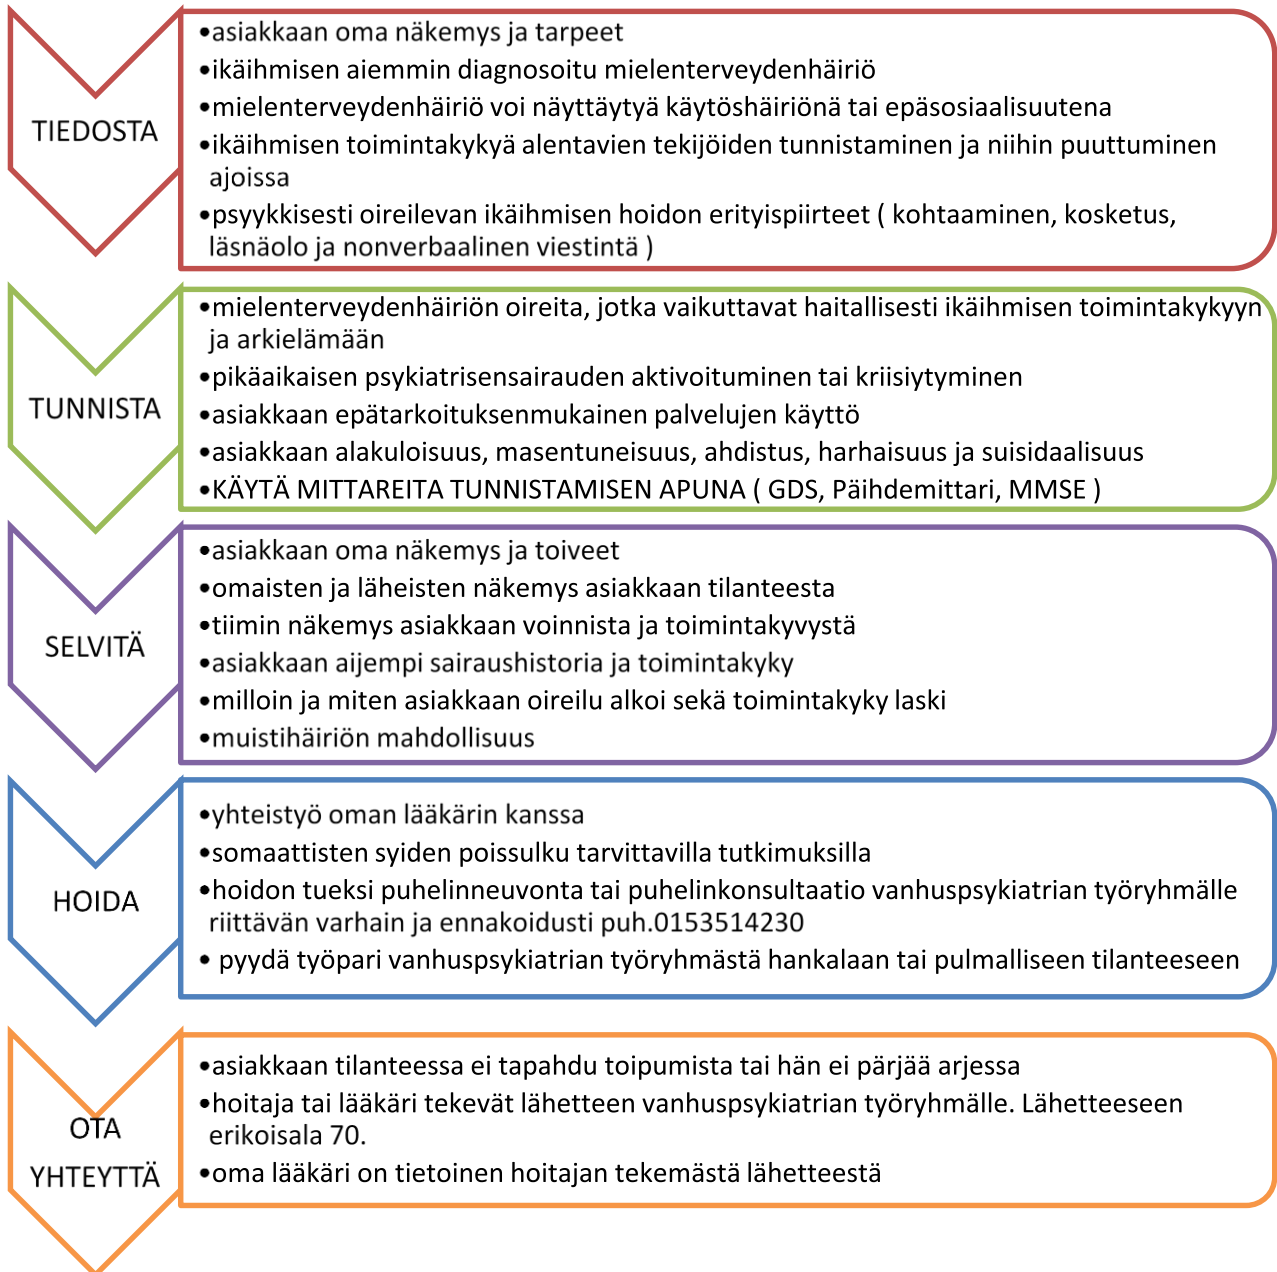 TIEDOSTA
•asiakkaan oma näkemys ja tarpeet
•ikäihmisen aiemmin diagnosoitu mielenterveydenhäiriö
•mielenterveydenhäiriö voi näyttäytyä käytöshäiriönä tai epäsosiaalisuutena
•ikäihmisen toimintakykyä alentavien tekijöiden tunnistaminen ja niihin puuttuminen
ajoissa
•psyykkisesti oireilevan ikäihmisen hoidon erityispiirteet ( kohtaaminen, kosketus,
läsnäolo ja nonverbaalinen viestintä )
TUNNISTA
•mielenterveydenhäiriön oireita, jotka vaikuttavat haitallisesti ikäihmisen toimintakykyyn
ja arkielämään
•pikäaikaisen psykiatrisensairauden aktivoituminen tai kriisiytyminen
•asiakkaan epätarkoituksenmukainen palvelujen käyttö
•asiakkaan alakuloisuus, masentuneisuus, ahdistus, harhaisuus ja suisidaalisuus
•KÄYTÄ MITTAREITA TUNNISTAMISEN APUNA ( GDS, Päihdemittari, MMSE )
SELVITÄ
•asiakkaan oma näkemys ja toiveet
•omaisten ja läheisten näkemys asiakkaan tilanteesta
•tiimin näkemys asiakkaan voinnista ja toimintakyvystä
•asiakkaan aijempi sairaushistoria ja toimintakyky
•milloin ja miten asiakkaan oireilu alkoi sekä toimintakyky laski
•muistihäiriön mahdollisuus
HOIDA
•yhteistyö oman lääkärin kanssa
•somaattisten syiden poissulku tarvittavilla tutkimuksilla
•hoidon tueksi puhelinneuvonta tai puhelinkonsultaatio vanhuspsykiatrian työryhmälle
riittävän varhain ja ennakoidusti puh.0153514230
• pyydä työpari vanhuspsykiatrian työryhmästä hankalaan tai pulmalliseen tilanteeseen
OTA
YHTEYTTÄ
•asiakkaan tilanteessa ei tapahdu toipumista tai hän ei pärjää arjessa
•hoitaja tai lääkäri tekevät lähetteen vanhuspsykiatrian työryhmälle. Lähetteeseen
erikoisala 70.
•oma lääkäri on tietoinen hoitajan tekemästä lähetteestä